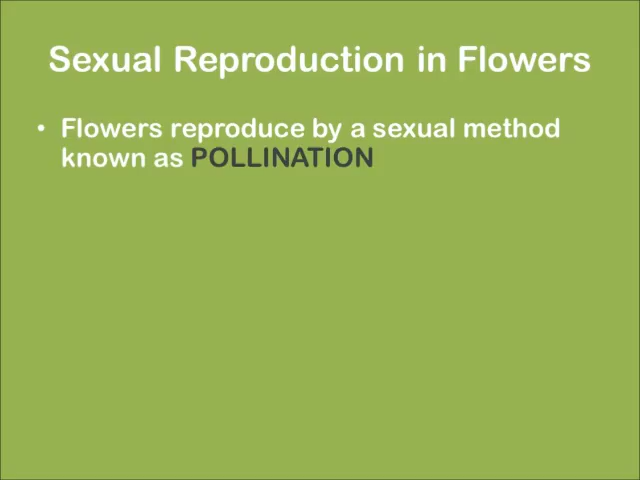 Sexual Reproduction in Flowers
• Flowers reproduce by a sexual method
known as POLLINATION